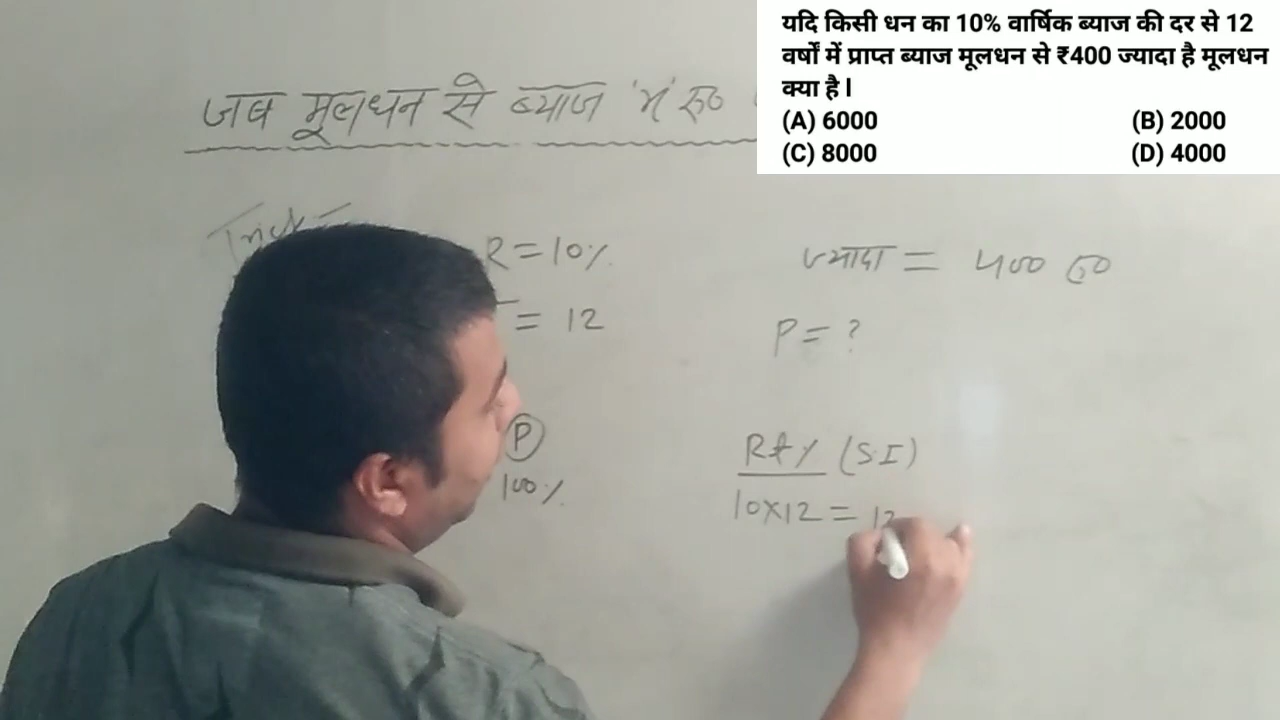 यदि किसी धन का 10% वार्षिक ब्याज की दर से 12
वर्षों में प्राप्त ब्याज मूलधन से ₹400 ज्यादा है मूलधन
क्या है।
(A) 6000 (B) 2000
(C) 8000 (D) 4000
जब मूलधन से ब्याज में रु०
R = 10%
= 12
ज्यादा = 400 रु०
P = ?
P
100%
R t % (S.I)
10×12 = 12